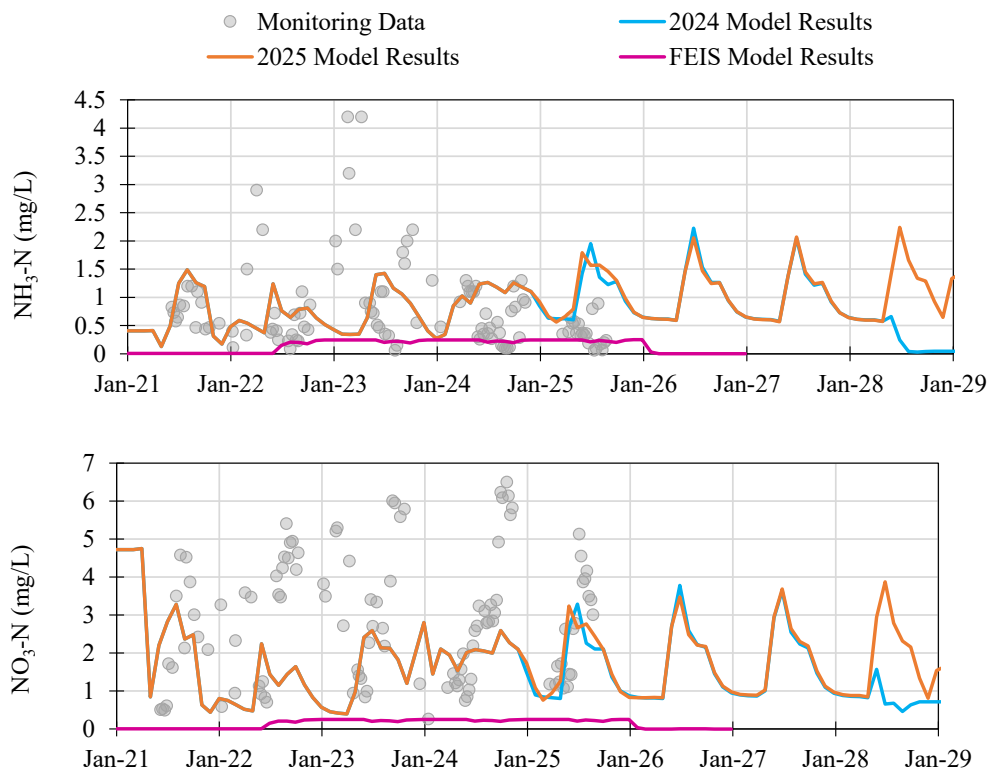 Monitoring Data
2024 Model Results
2025 Model Results
FEIS Model Results
NH₃-N (mg/L)
4.5
4
3.5
3
2.5
2
1.5
1
0.5
0
Jan-21 Jan-22 Jan-23 Jan-24 Jan-25 Jan-26 Jan-27 Jan-28 Jan-29
NO₃-N (mg/L)
7
6
5
4
3
2
1
0
Jan-21 Jan-22 Jan-23 Jan-24 Jan-25 Jan-26 Jan-27 Jan-28 Jan-29